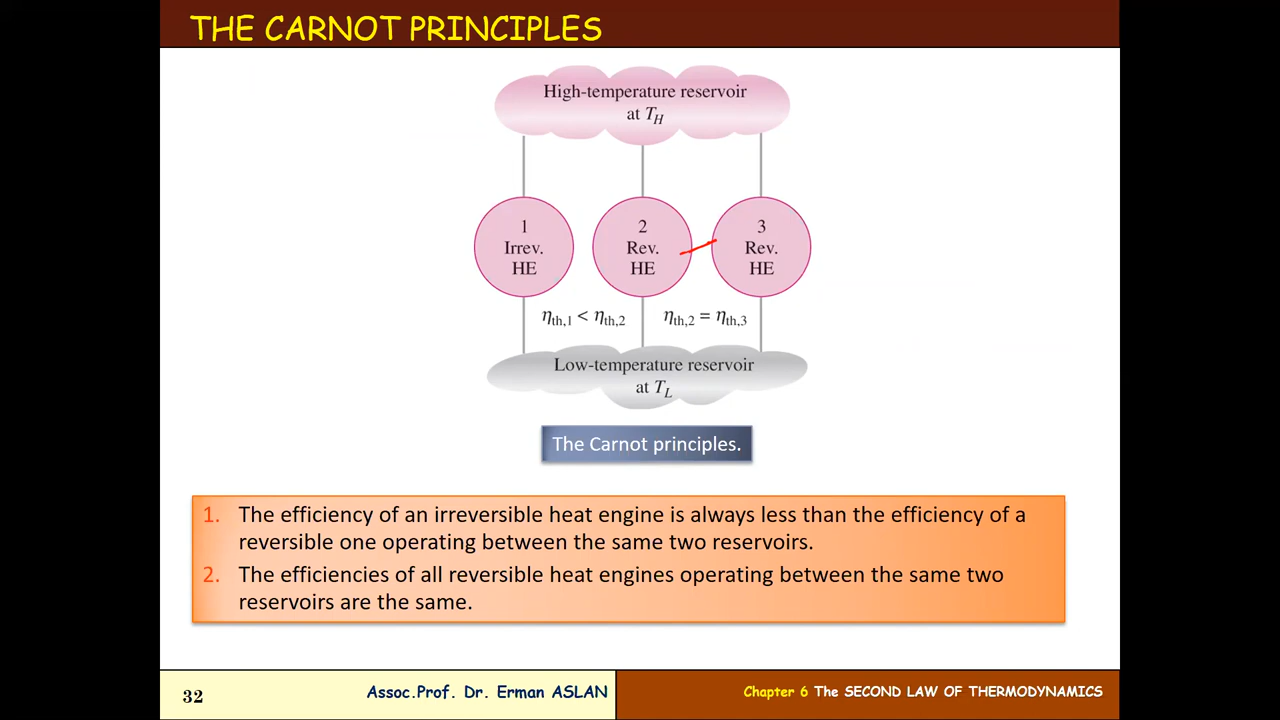 THE CARNOT PRINCIPLES
High-temperature reservoir
at T_H
1
Irrev.
HE
2
Rev.
HE
3
Rev.
HE
η_th,1 < η_th,2
η_th,2 = η_th,3
Low-temperature reservoir
at T_L
The Carnot principles.
1. The efficiency of an irreversible heat engine is always less than the efficiency of a
reversible one operating between the same two reservoirs.
2. The efficiencies of all reversible heat engines operating between the same two
reservoirs are the same.
32
Assoc.Prof. Dr. Erman ASLAN
Chapter 6 The SECOND LAW OF THERMODYNAMICS